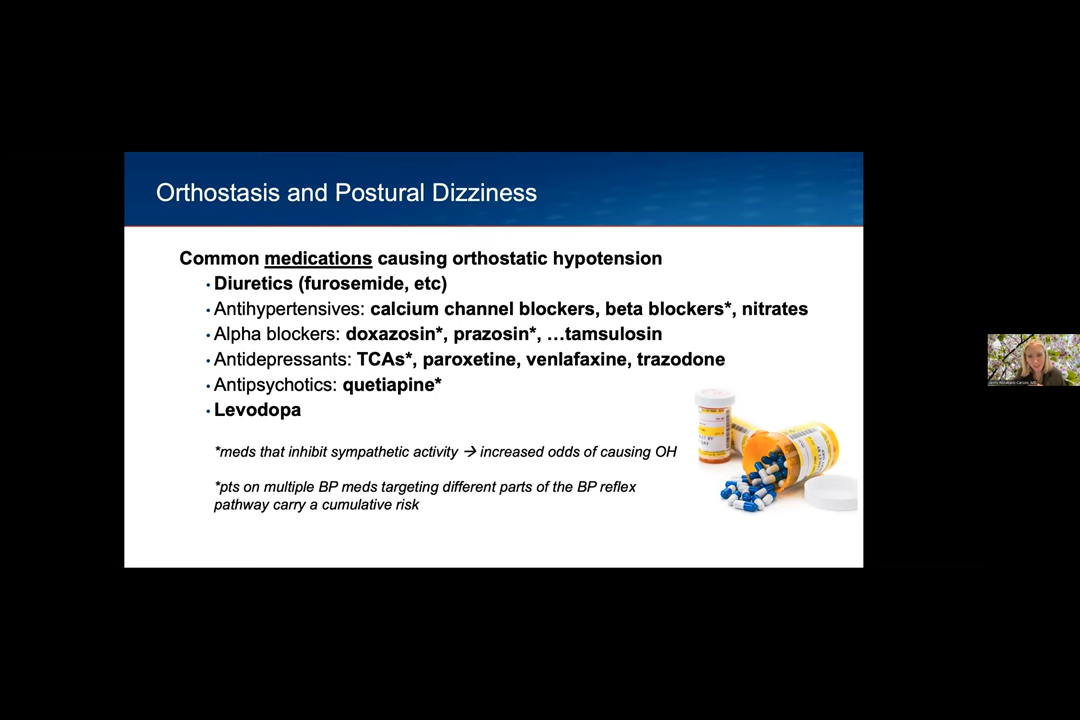 Orthostasis and Postural Dizziness
Common medications causing orthostatic hypotension
• Diuretics (furosemide, etc)
• Antihypertensives: calcium channel blockers, beta blockers*, nitrates
• Alpha blockers: doxazosin*, prazosin*, …tamsulosin
• Antidepressants: TCAs*, paroxetine, venlafaxine, trazodone
• Antipsychotics: quetiapine*
• Levodopa
*meds that inhibit sympathetic activity → increased odds of causing OH
*pts on multiple BP meds targeting different parts of the BP reflex
pathway carry a cumulative risk